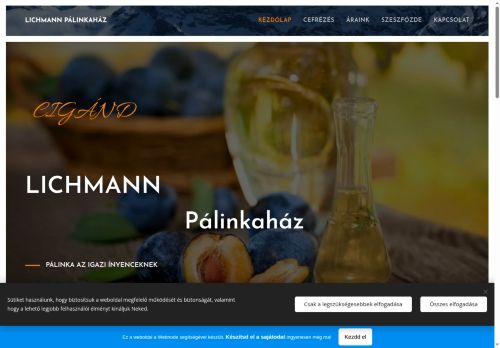 LICHMANN PÁLINKAHÁZ
KEZDŐLAP CEFRÉZÉS ÁRAINK SZESZFŐZDE KAPCSOLAT
CIGÁND
LICHMANN
Pálinkaház
PÁLINKA AZ IGAZI ÍNYENCEKNEK
Sütiket használunk, hogy biztosítsuk a weboldal megfelelő működését és biztonságát, valamint
hogy a lehető legjobb felhasználói élményt kínáljuk Neked.
Csak a legszükségesebbek elfogadása
Összes elfogadása
Ez a weboldal a Webnode segítségével készült. Készítsd el a sajátodat ingyenesen még ma!
Kezdd el